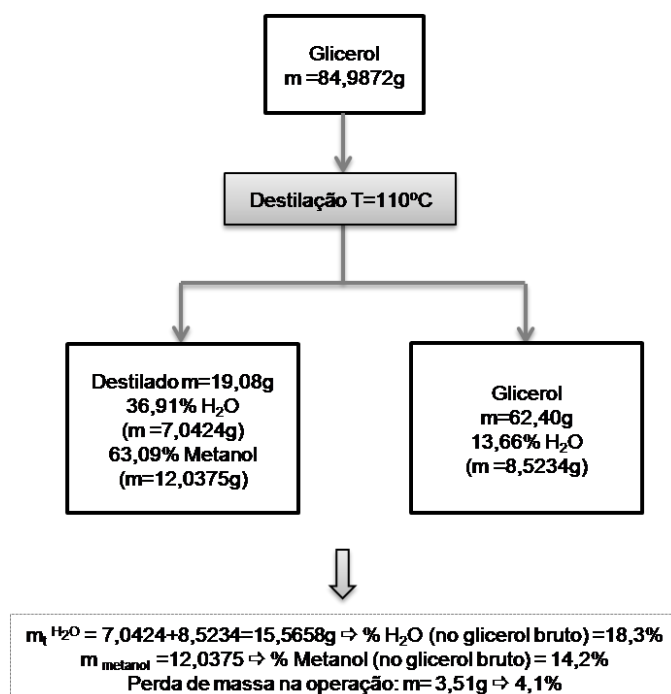 Glicerol
m =84,9872g
Destilação T=110ºC
Destilado m=19,08g
36,91% H₂O
(m =7,0424g)
63,09% Metanol
(m=12,0375g)
Glicerol
m=62,40g
13,66% H₂O
(m =8,5234g)
mₜ ᴴ²ᴼ = 7,0424+8,5234=15,5658g ⇨ % H₂O (no glicerol bruto) =18,3%
m metanol =12,0375 ⇨ % Metanol (no glicerol bruto) = 14,2%
Perda de massa na operação: m= 3,51g ⇨ 4,1%